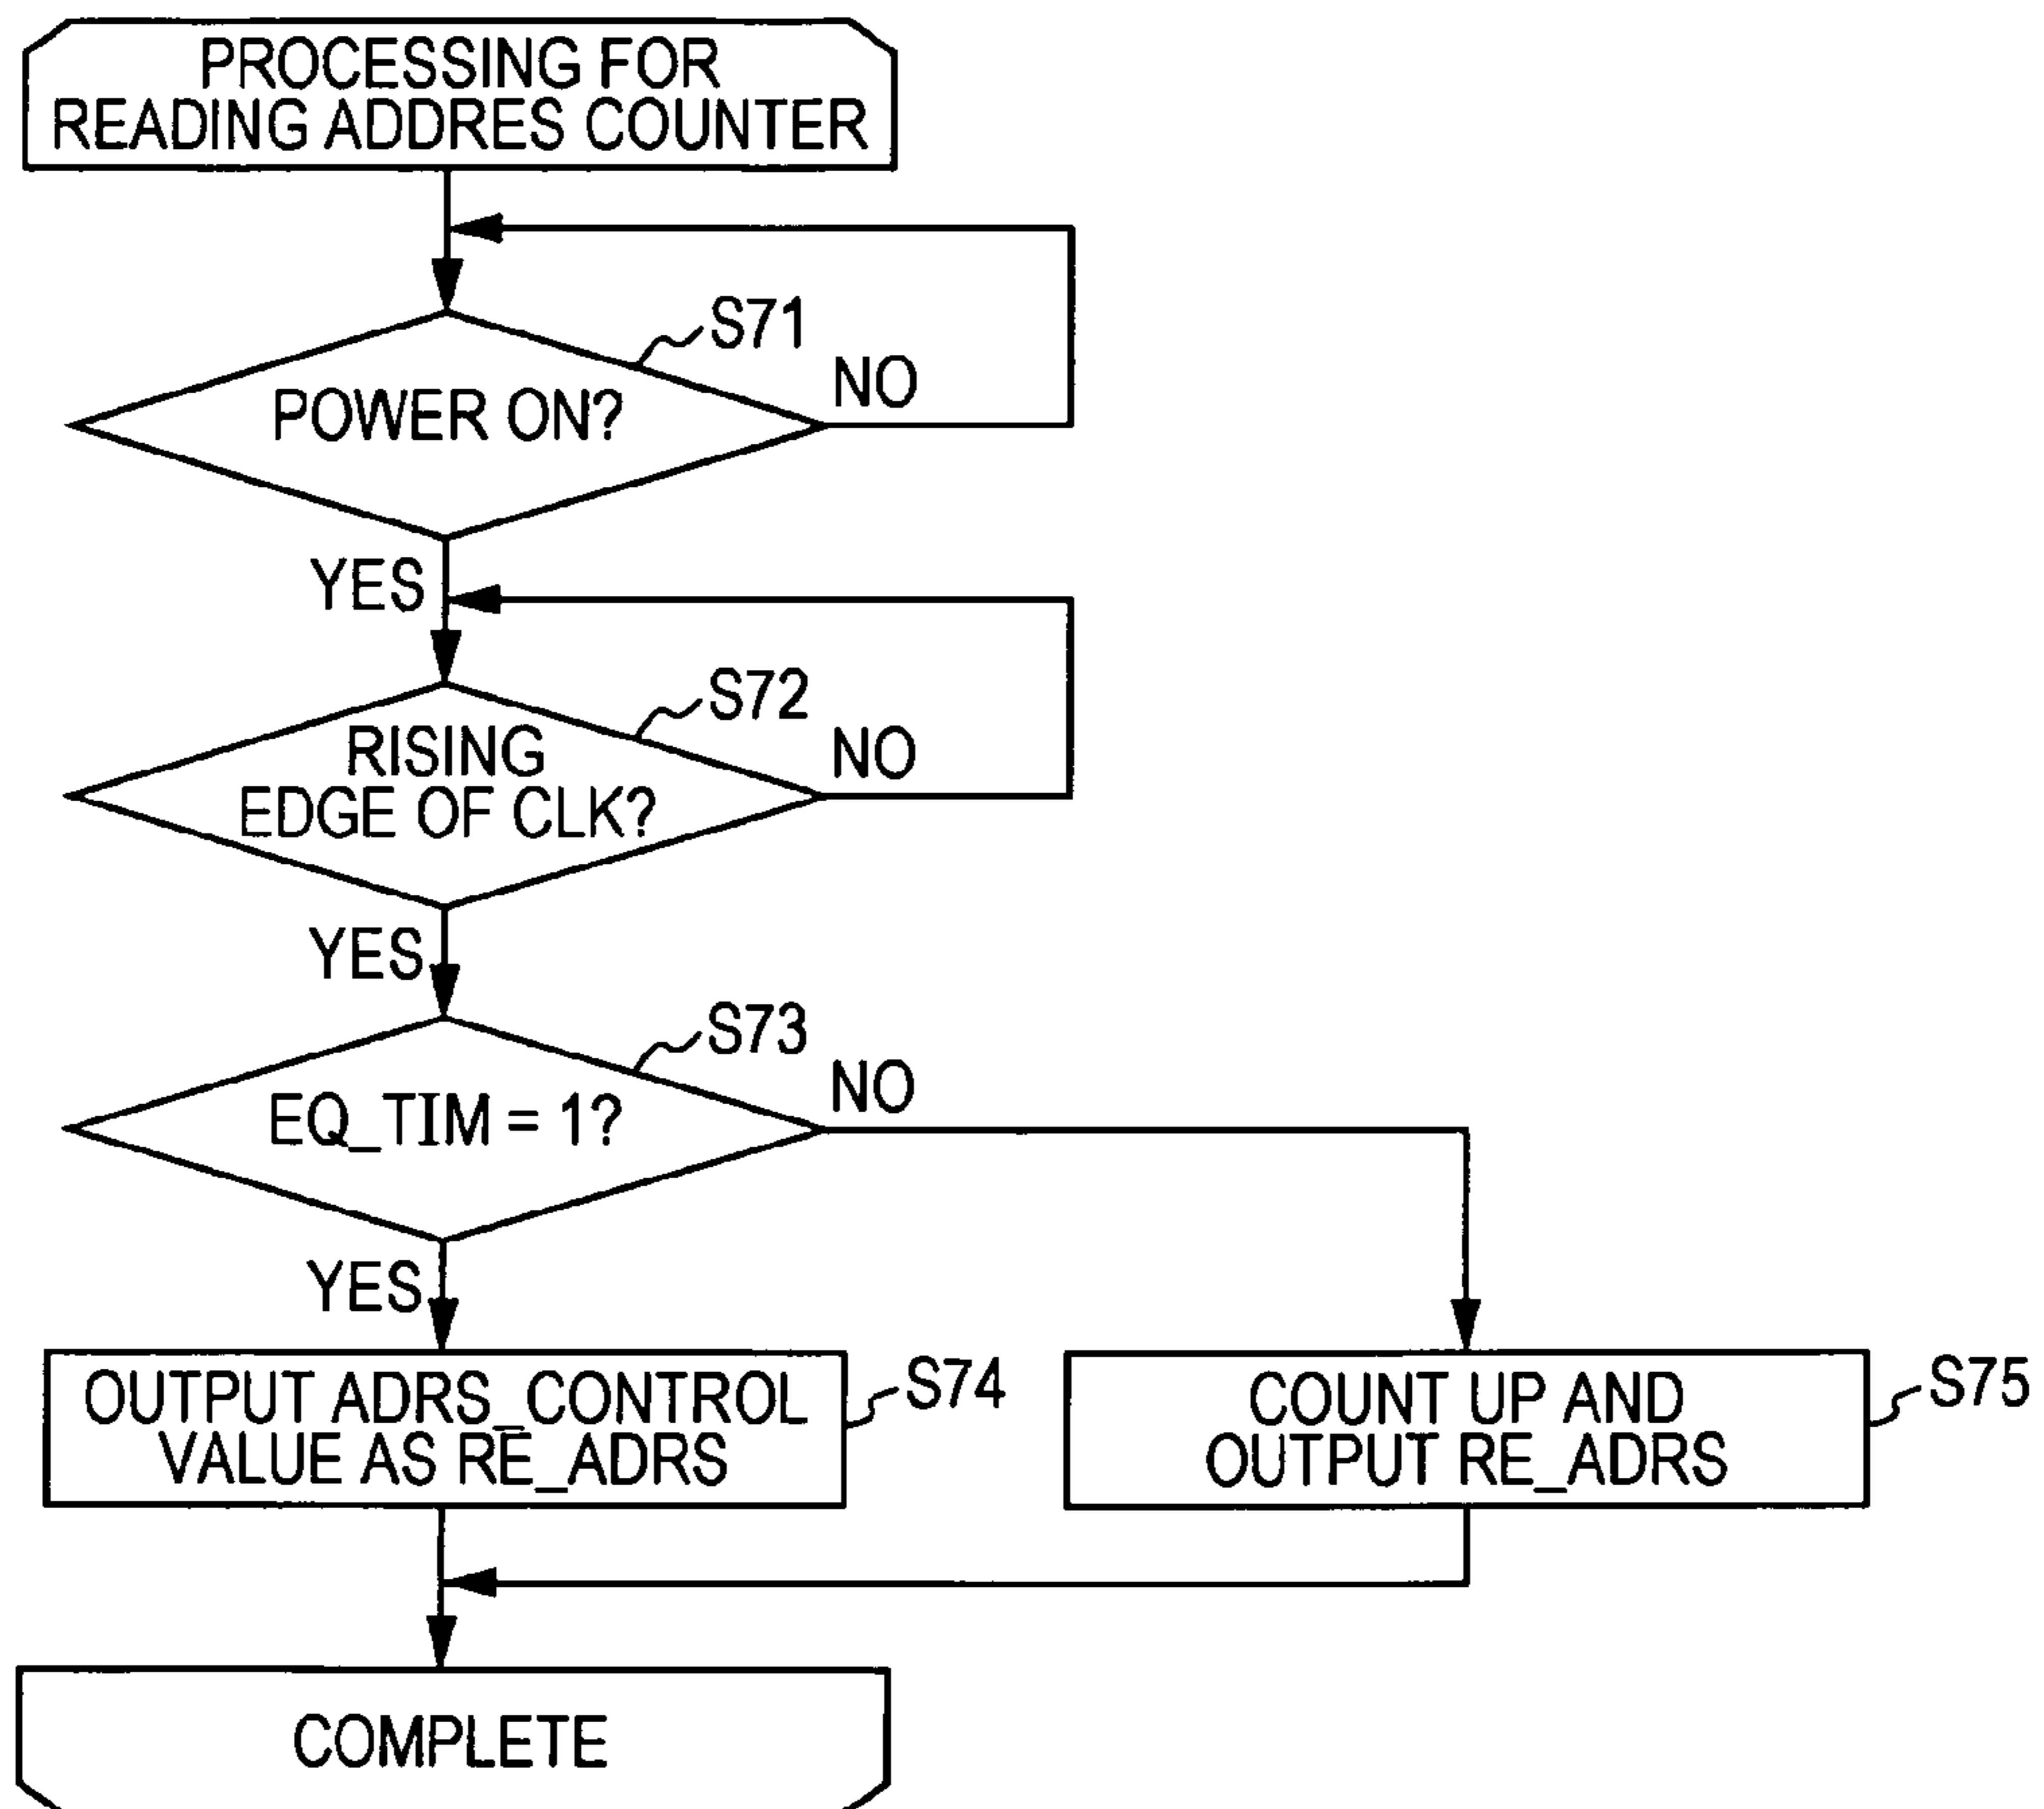 PROCESSING FOR
READING ADDRES COUNTER
S71
POWER ON?
NO
YES
S72
RISING
EDGE OF CLK?
NO
YES
S73
EQ_TIM = 1?
NO
YES
OUTPUT ADRS_CONTROL
VALUE AS RE_ADRS
S74
COUNT UP AND
OUTPUT RE_ADRS
S75
COMPLETE